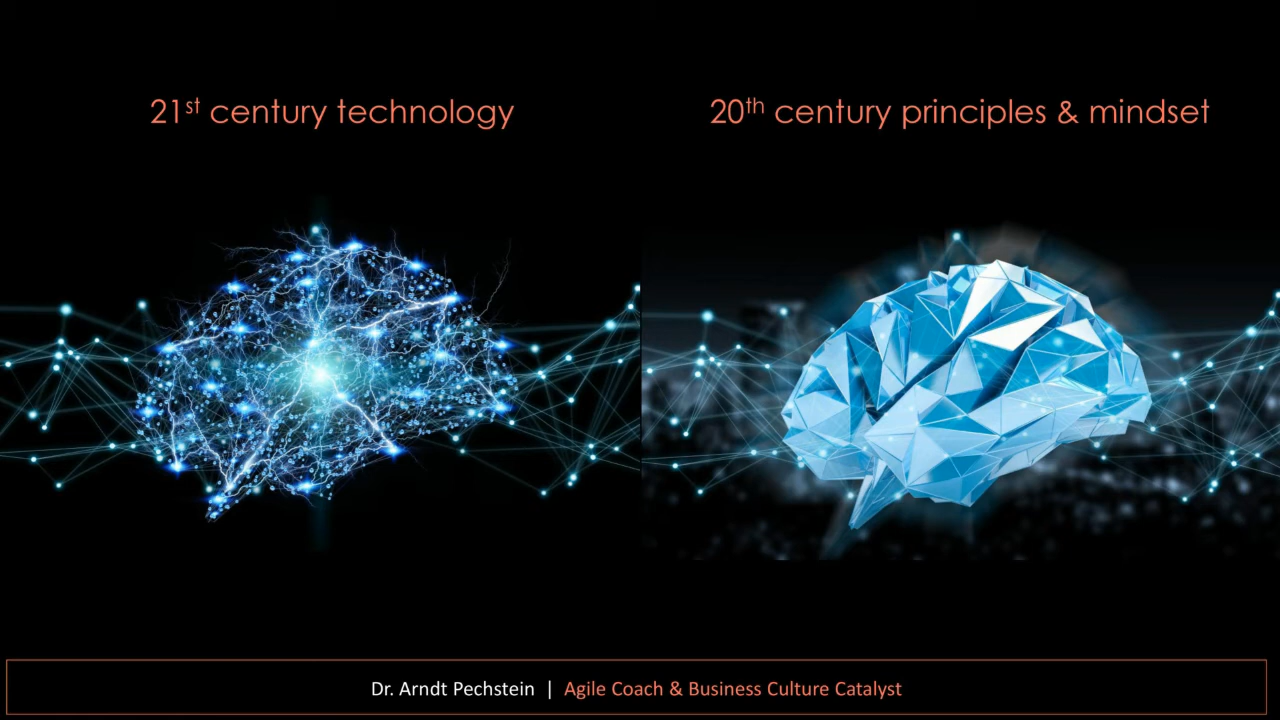 21st century technology
20th century principles & mindset
Dr. Arndt Pechstein | Agile Coach & Business Culture Catalyst